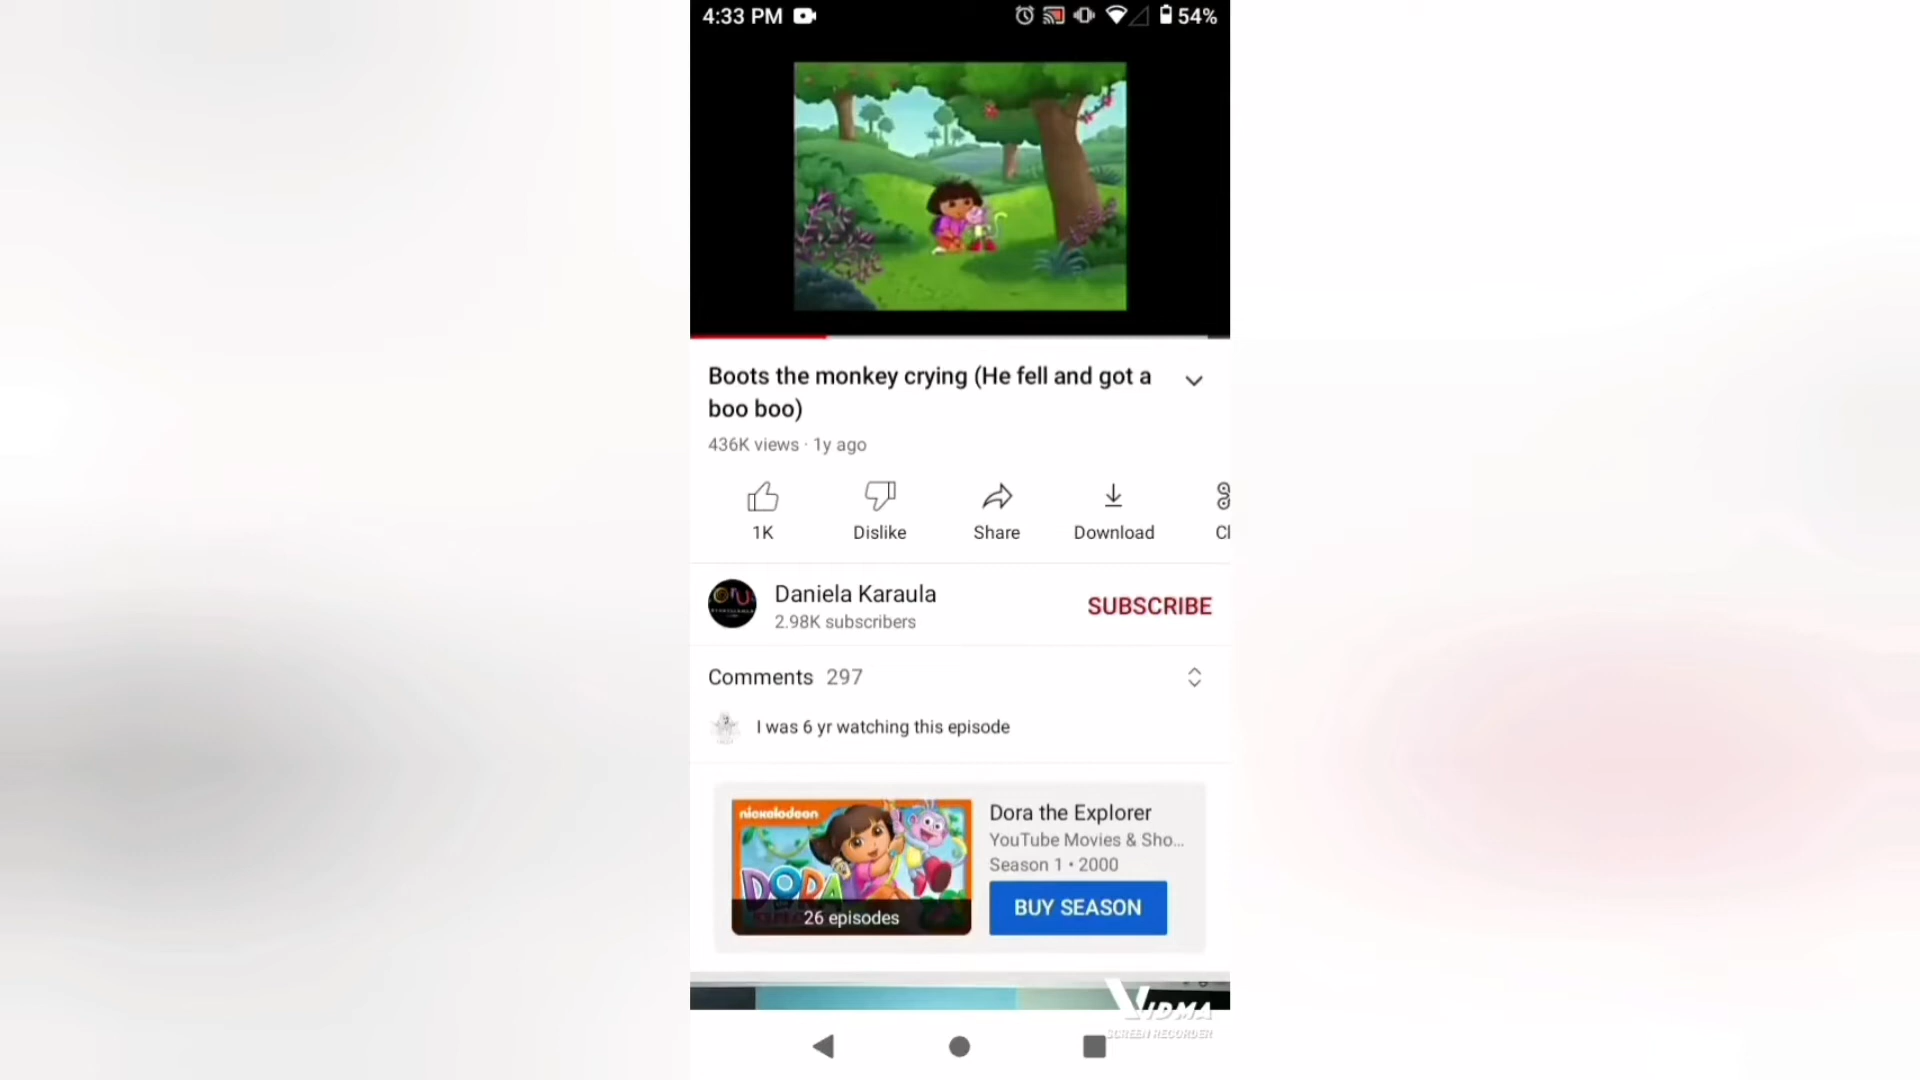 4:33 PM
54%
Boots the monkey crying (He fell and got a
boo boo)
436K views · 1y ago
1K
Dislike
Share
Download
Cl
Daniela Karaula
2.98K subscribers
SUBSCRIBE
Comments 297
I was 6 yr watching this episode
nickelodeon
DORA
26 episodes
Dora the Explorer
YouTube Movies & Sho...
Season 1 • 2000
BUY SEASON
VIDMA
SCREEN RECORDER